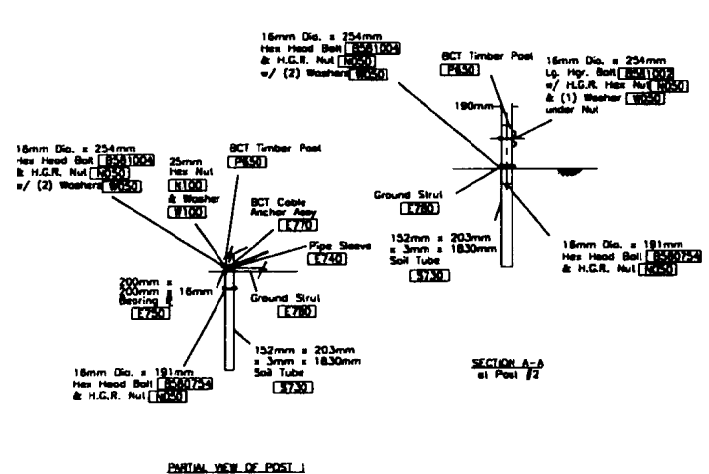 16mm Dia. x 254mm
Hex Head Bolt B581004
& H.G.R. Nut N050
w/ (2) Washers W050
BCT Timber Post
P650
16mm Dia. x 254mm
Lg. Hgr. Bolt B581002
w/ H.G.R. Hex Nut N050
& (1) Washer W050
under Nut
190mm
Ground Strut
E780
152mm x 203mm
x 3mm x 1830mm
Soil Tube
S730
16mm Dia. x 191mm
Hex Head Bolt B580754
& H.G.R. Nut N050
SECTION A-A
at Post #2
16mm Dia. x 254mm
Hex Head Bolt B581004
& H.G.R. Nut N050
w/ (2) Washers W050
25mm
Hex Nut
N100
& Washer
W100
BCT Timber Post
P650
BCT Cable
Anchor Assy
E770
Pipe Sleeve
E740
200mm x
200mm x 16mm
Bearing
E750
Ground Strut
E780
152mm x 203mm
x 3mm x 1830mm
Soil Tube
S730
16mm Dia. x 191mm
Hex Head Bolt B580754
& H.G.R. Nut N050
PARTIAL VIEW OF POST 1